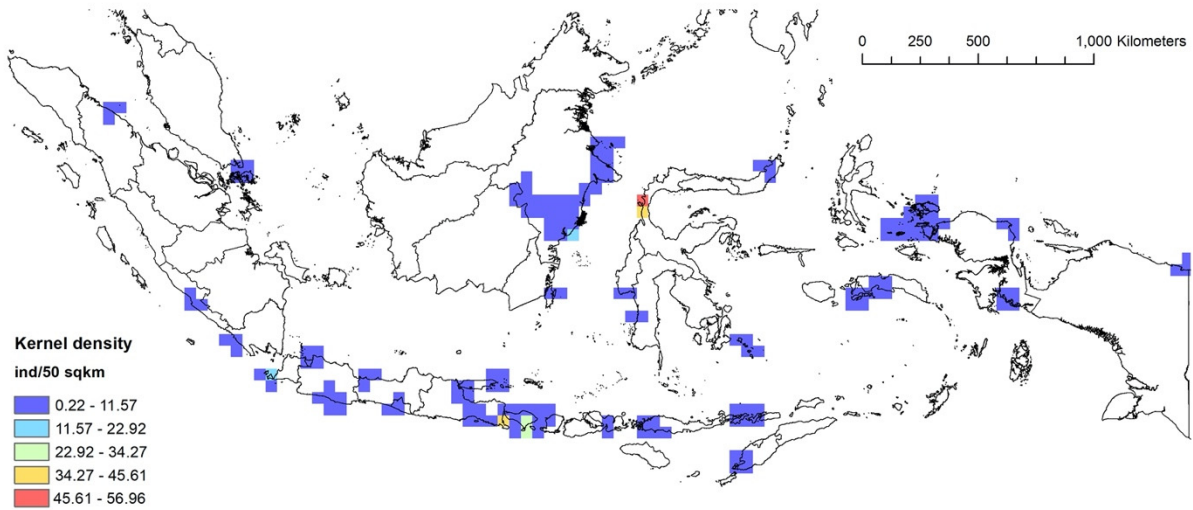 0 250 500 1,000 Kilometers
Kernel density
ind/50 sqkm
0.22 - 11.57
11.57 - 22.92
22.92 - 34.27
34.27 - 45.61
45.61 - 56.96